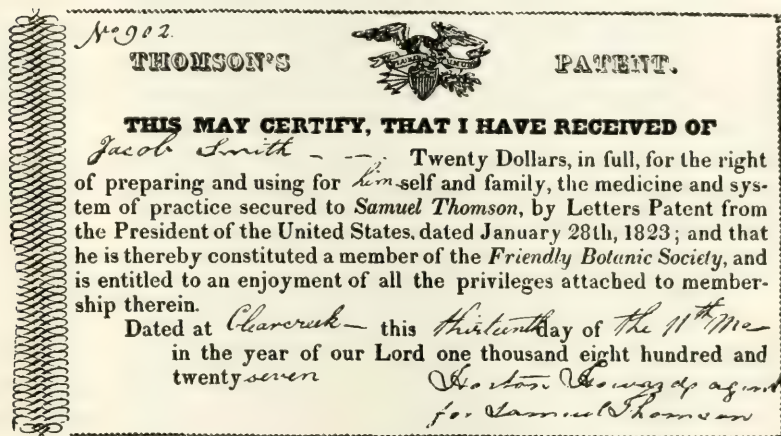 No 902.
THOMSON'S PATENT.
THIS MAY CERTIFY, THAT I HAVE RECEIVED OF
Jacob Smith — —. Twenty Dollars, in full, for the right
of preparing and using for him self and family, the medicine and sys-
tem of practice secured to Samuel Thomson, by Letters Patent from
the President of the United States, dated January 28th, 1823; and that
he is thereby constituted a member of the Friendly Botanic Society, and
is entitled to an enjoyment of all the privileges attached to member-
ship therein.
Dated at Clearcreek — this thirteenth day of the 11th Mo
in the year of our Lord one thousand eight hundred and
twenty seven Horton Howard agent
for Samuel Thomson